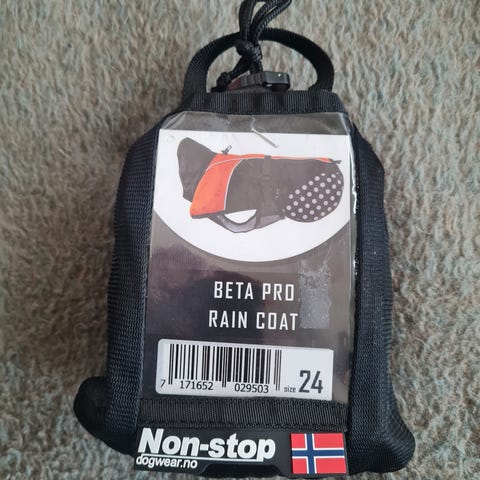 BETA PRO
RAIN COAT
7 171652 029503
size 24
Non-stop
dogwear.no